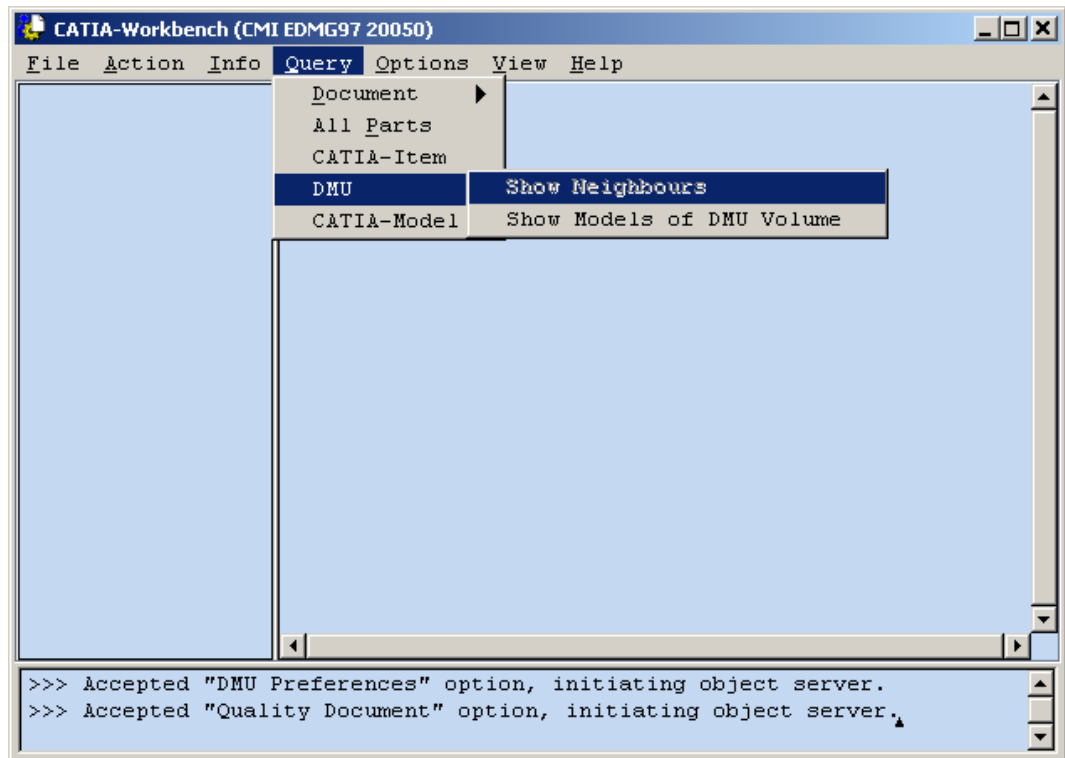 CATIA-Workbench (CMI EDMG97 20050)
File Action Info Query Options View Help
Document
All Parts
CATIA-Item
DMU
CATIA-Model
Show Neighbours
Show Models of DMU Volume
>>> Accepted "DMU Preferences" option, initiating object server.
>>> Accepted "Quality Document" option, initiating object server.